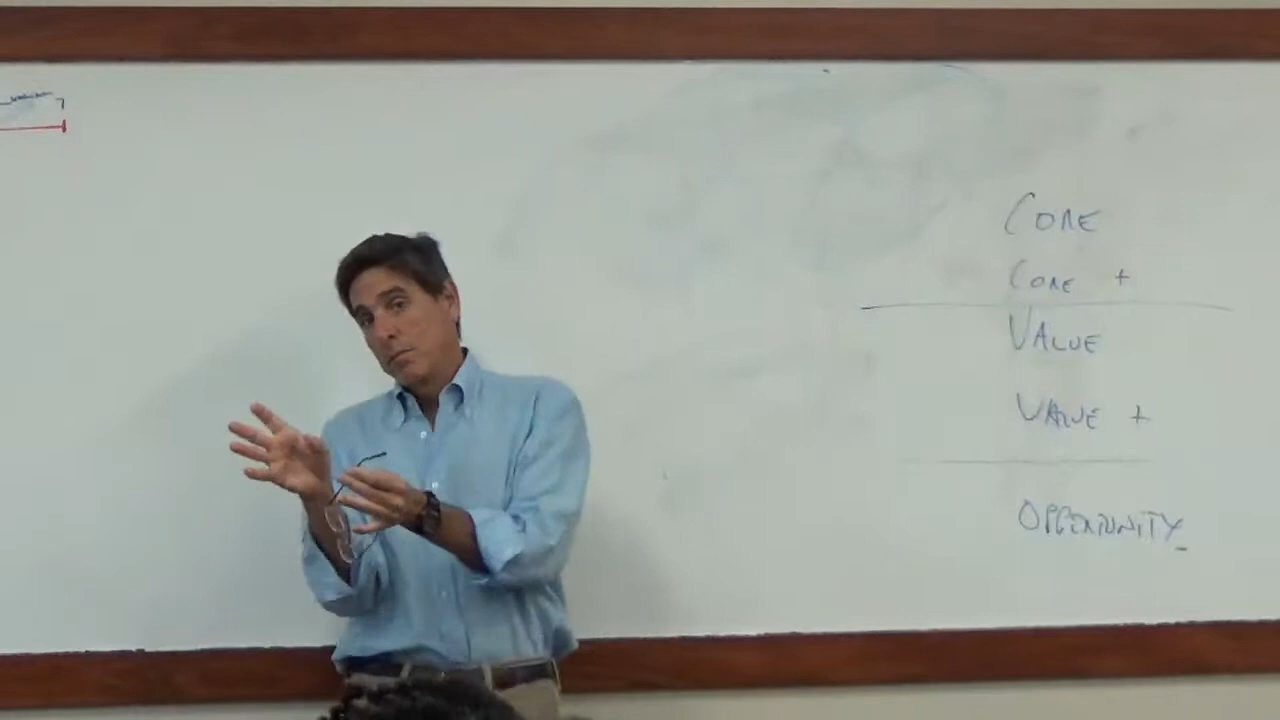 CORE
CORE +
VALUE
VALUE +
OPPORTUNITY